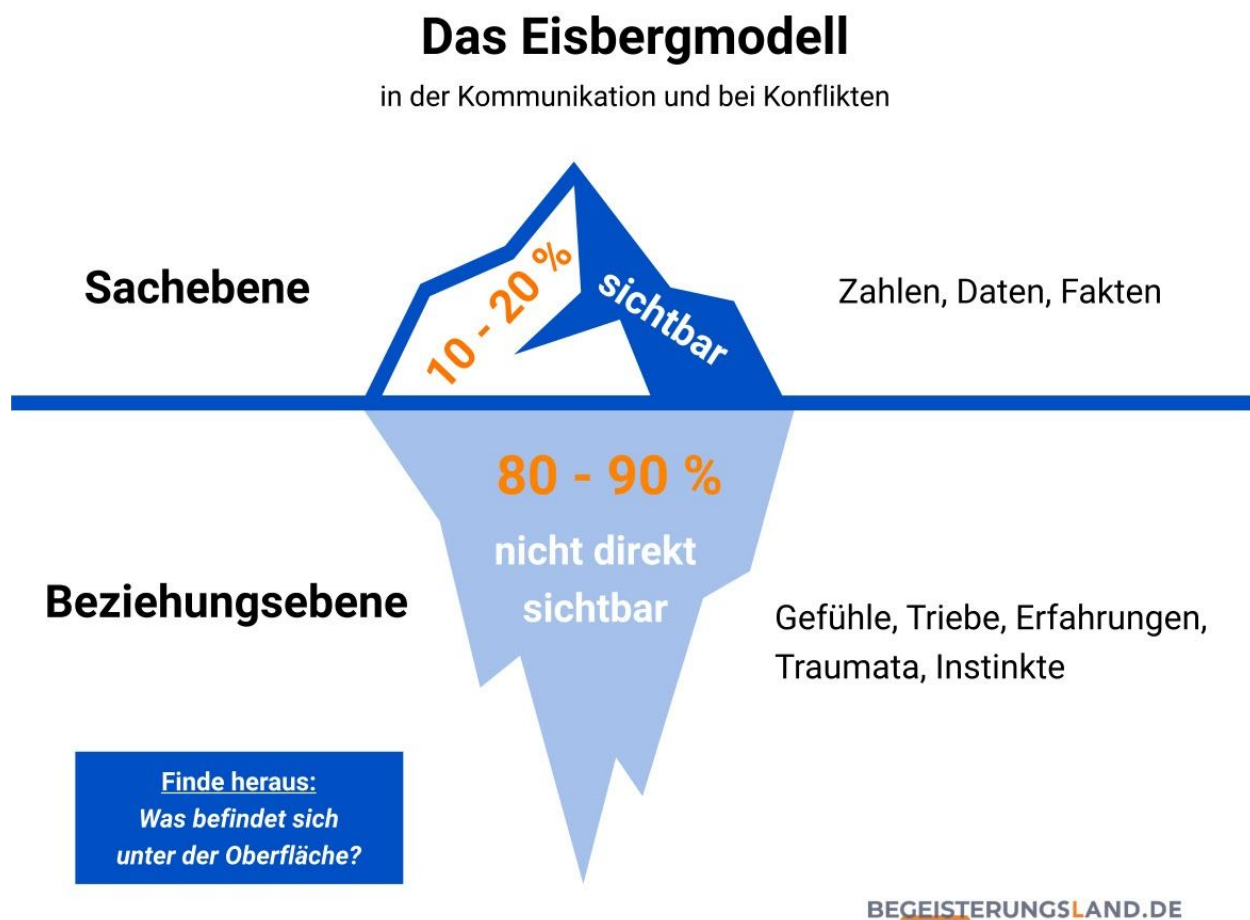 Das Eisbergmodell
in der Kommunikation und bei Konflikten
Sachebene
10 - 20 %
sichtbar
Zahlen, Daten, Fakten
80 - 90 %
nicht direkt
sichtbar
Beziehungsebene
Gefühle, Triebe, Erfahrungen,
Traumata, Instinkte
Finde heraus:
Was befindet sich
unter der Oberfläche?
BEGEISTERUNGSLAND.DE